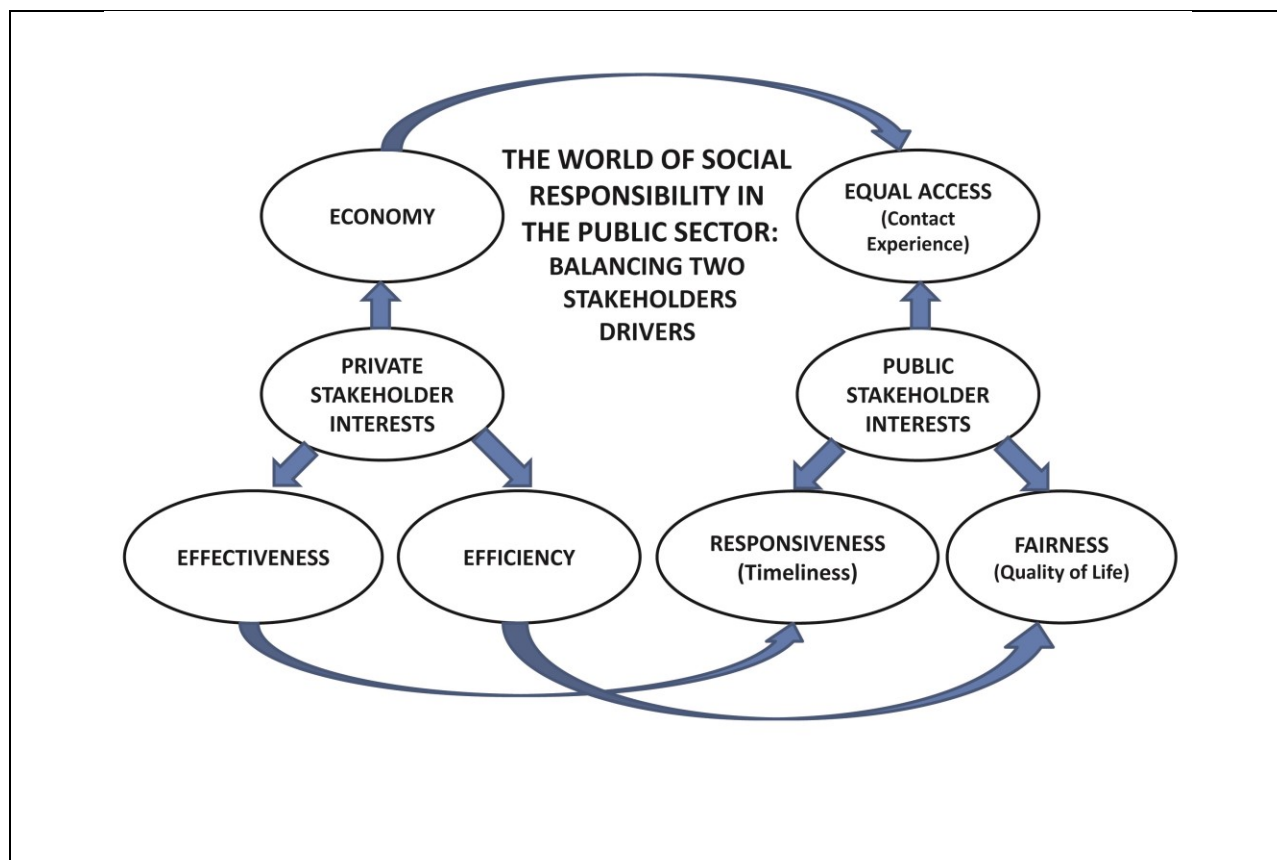 THE WORLD OF SOCIAL
RESPONSIBILITY IN
THE PUBLIC SECTOR:
BALANCING TWO
STAKEHOLDERS
DRIVERS
ECONOMY
EQUAL ACCESS
(Contact
Experience)
PRIVATE
STAKEHOLDER
INTERESTS
PUBLIC
STAKEHOLDER
INTERESTS
EFFECTIVENESS
EFFICIENCY
RESPONSIVENESS
(Timeliness)
FAIRNESS
(Quality of Life)